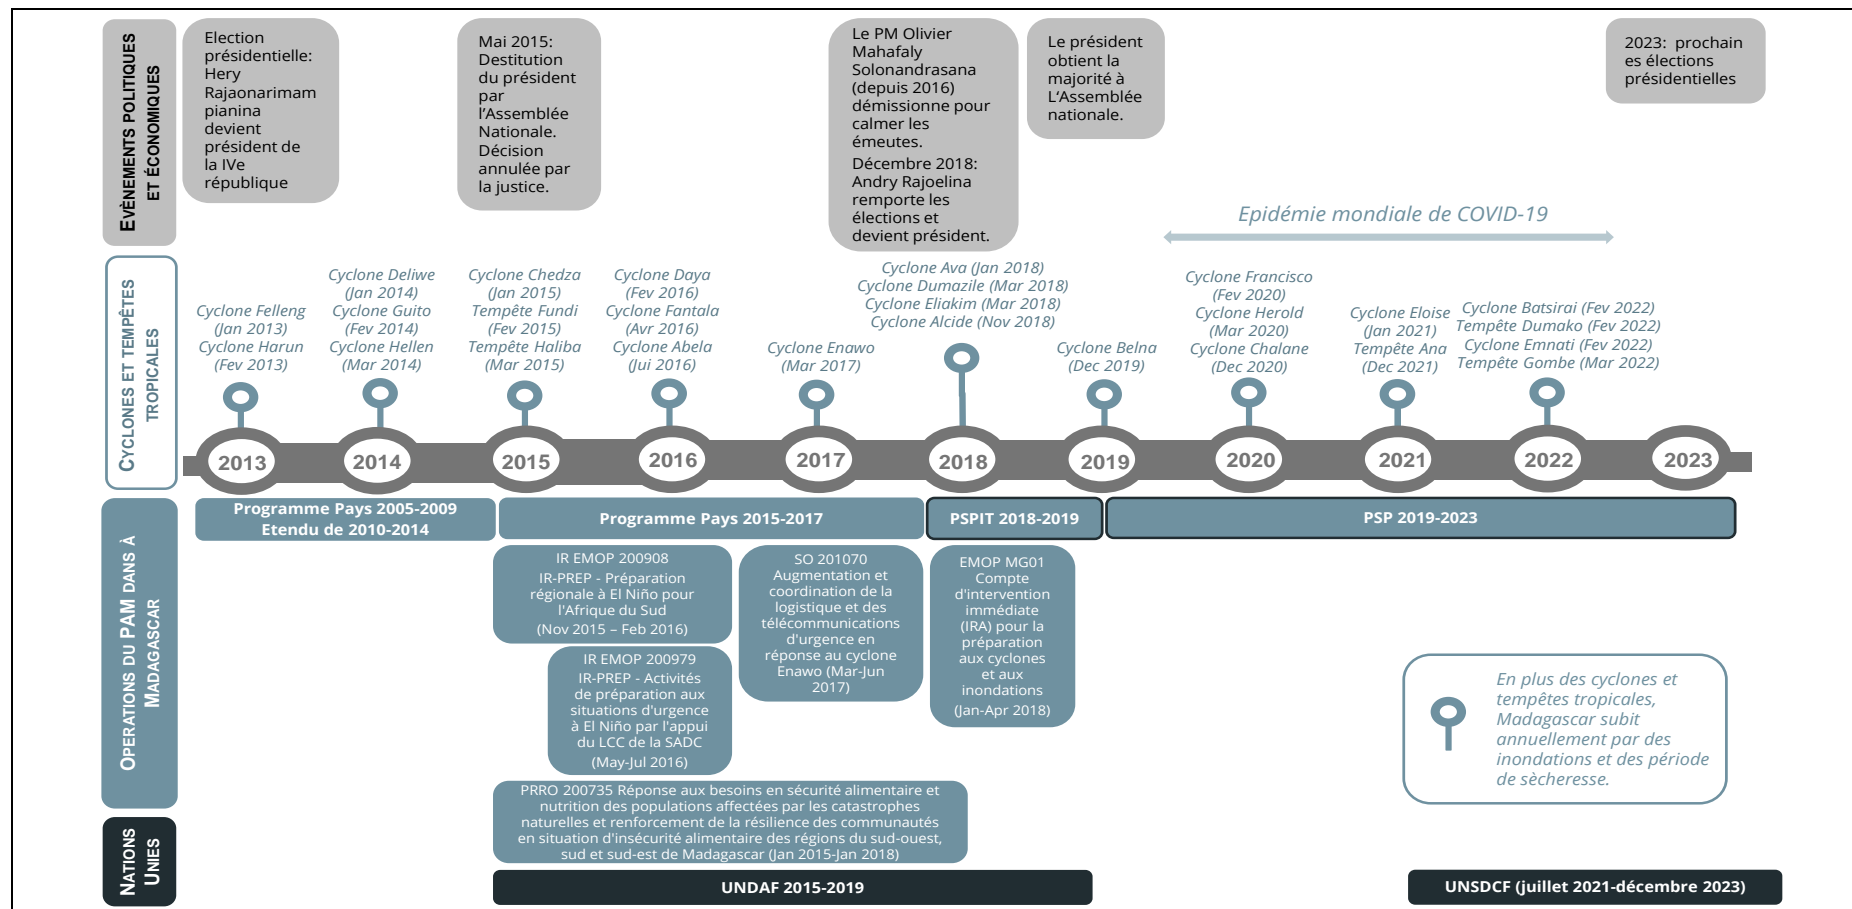 EVÈNEMENTS POLITIQUES
ET ÉCONOMIQUES
Election
présidentielle:
Hery
Rajaonarimam
pianina
devient
président de
la IVe
république
Mai 2015:
Destitution
du président
par
l'Assemblée
Nationale.
Décision
annulée par
la justice.
Le PM Olivier
Mahafaly
Solonandrasana
(depuis 2016)
démissionne pour
calmer les
émeutes.
Décembre 2018:
Andry Rajoelina
remporte les
élections et
devient président.
Le président
obtient la
majorité à
L'Assemblée
nationale.
2023: prochain
es élections
présidentielles
Epidémie mondiale de COVID-19
CYCLONES ET TEMPÊTES
TROPICALES
Cyclone Felleng
(Jan 2013)
Cyclone Harun
(Fev 2013)
Cyclone Deliwe
(Jan 2014)
Cyclone Guito
(Fev 2014)
Cyclone Hellen
(Mar 2014)
Cyclone Chedza
(Jan 2015)
Tempête Fundi
(Fev 2015)
Tempête Haliba
(Mar 2015)
Cyclone Daya
(Fev 2016)
Cyclone Fantala
(Avr 2016)
Cyclone Abela
(Jui 2016)
Cyclone Enawo
(Mar 2017)
Cyclone Ava (Jan 2018)
Cyclone Dumazile (Mar 2018)
Cyclone Eliakim (Mar 2018)
Cyclone Alcide (Nov 2018)
Cyclone Belna
(Dec 2019)
Cyclone Francisco
(Fev 2020)
Cyclone Herold
(Mar 2020)
Cyclone Chalane
(Dec 2020)
Cyclone Eloise
(Jan 2021)
Tempête Ana
(Dec 2021)
Cyclone Batsirai (Fev 2022)
Tempête Dumako (Fev 2022)
Cyclone Emnati (Fev 2022)
Tempête Gombe (Mar 2022)
2013
2014
2015
2016
2017
2018
2019
2020
2021
2022
2023
OPERATIONS DU PAM DANS À
MADAGASCAR
Programme Pays 2005-2009
Etendu de 2010-2014
Programme Pays 2015-2017
PSPIT 2018-2019
PSP 2019-2023
IR EMOP 200908
IR-PREP - Préparation
régionale à El Niño pour
l'Afrique du Sud
(Nov 2015 – Feb 2016)
IR EMOP 200979
IR-PREP - Activités
de préparation aux
situations d'urgence
à El Niño par l'appui
du LCC de la SADC
(May-Jul 2016)
SO 201070
Augmentation et
coordination de la
logistique et des
télécommunications
d'urgence en
réponse au cyclone
Enawo (Mar-Jun
2017)
EMOP MG01
Compte
d'intervention
immédiate
(IRA) pour la
préparation
aux cyclones
et aux
inondations
(Jan-Apr 2018)
PRRO 200735 Réponse aux besoins en sécurité alimentaire et
nutrition des populations affectées par les catastrophes
naturelles et renforcement de la résilience des communautés
en situation d'insécurité alimentaire des régions du sud-ouest,
sud et sud-est de Madagascar (Jan 2015-Jan 2018)
En plus des cyclones et
tempêtes tropicales,
Madagascar subit
annuellement par des
inondations et des période
de sècheresse.
NATIONS
UNIES
UNDAF 2015-2019
UNSDCF (juillet 2021-décembre 2023)